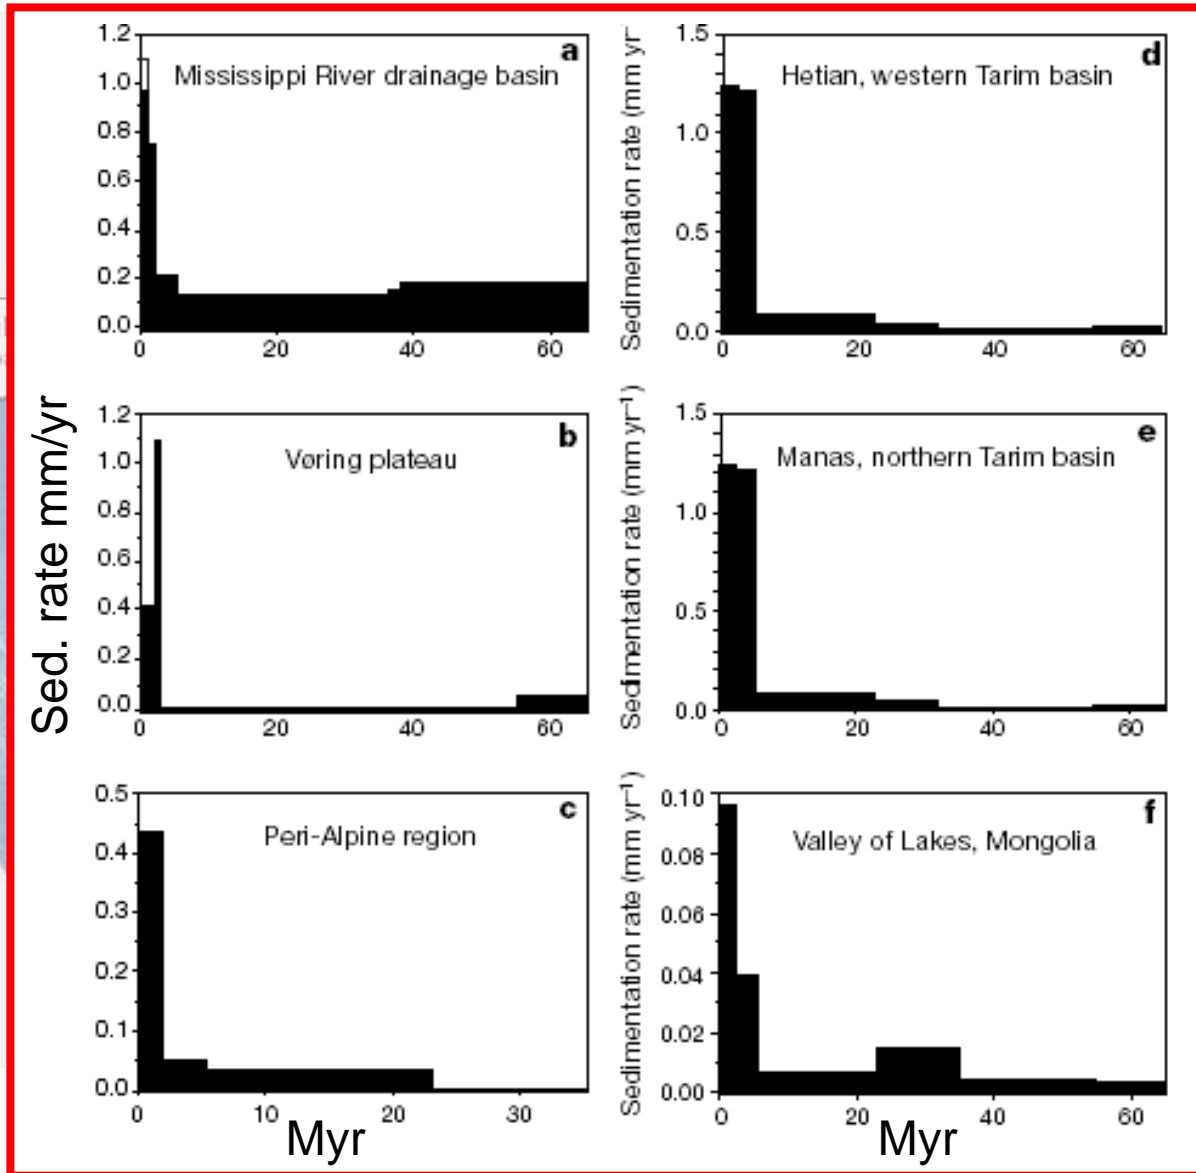 1.2
1.0
0.8
0.6
0.4
0.2
0.0
a
Mississippi River drainage basin
0 20 40 60
Sedimentation rate (mm yr⁻
1.5
1.0
0.5
0.0
d
Hetian, western Tarim basin
0 20 40 60
Sed. rate mm/yr
1.2
1.0
0.8
0.6
0.4
0.2
0.0
b
Vøring plateau
0 20 40 60
Sedimentation rate (mm yr⁻¹)
1.5
1.0
0.5
0.0
e
Manas, northern Tarim basin
0 20 40 60
0.5
0.4
0.3
0.2
0.1
0.0
c
Peri-Alpine region
0 10 20 30
Myr
Sedimentation rate (mm yr⁻¹)
0.10
0.08
0.06
0.04
0.02
0.00
f
Valley of Lakes, Mongolia
0 20 40 60
Myr